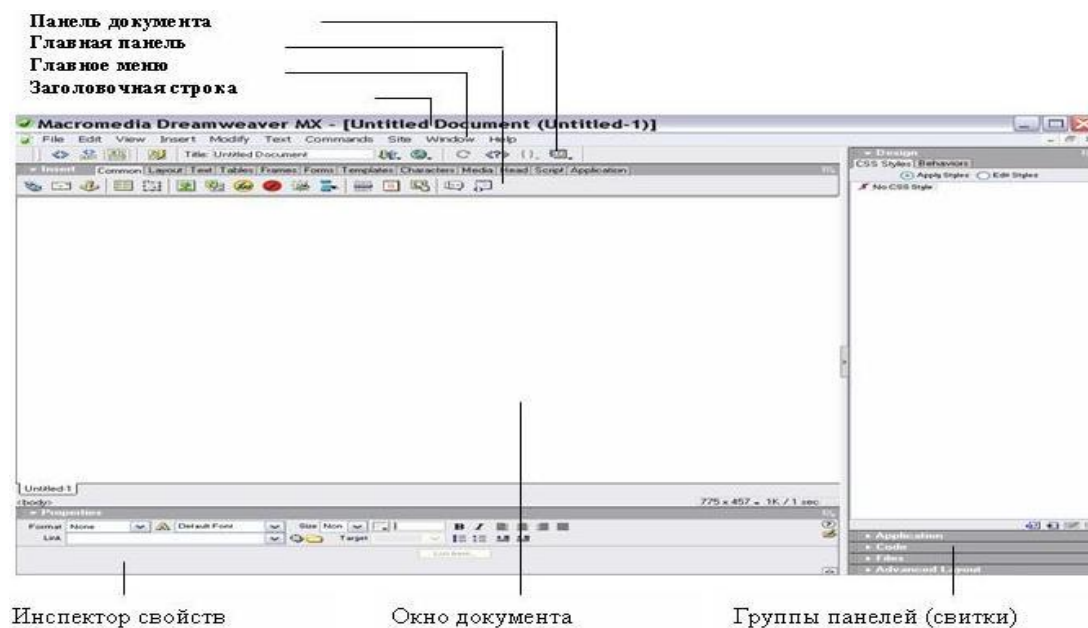 Панель документа
Главная панель
Главное меню
Заголовочная строка
Macromedia Dreamweaver MX - [Untitled Document (Untitled-1)]
File Edit View Insert Modify Text Commands Site Window Help
Title: Untitled Document
Insert Common Layout Text Tables Frames Forms Templates Characters Media Head Script Application
Design
CSS Styles Behaviors
Apply Styles Edit Styles
No CSS Style
Untitled-1
<body>
775 x 457 1K / 1 sec
Properties
Format None Default Font Size Non
Link Target
Application
Code
Files
Advanced Layout
Инспектор свойств Окно документа Группы панелей (свитки)